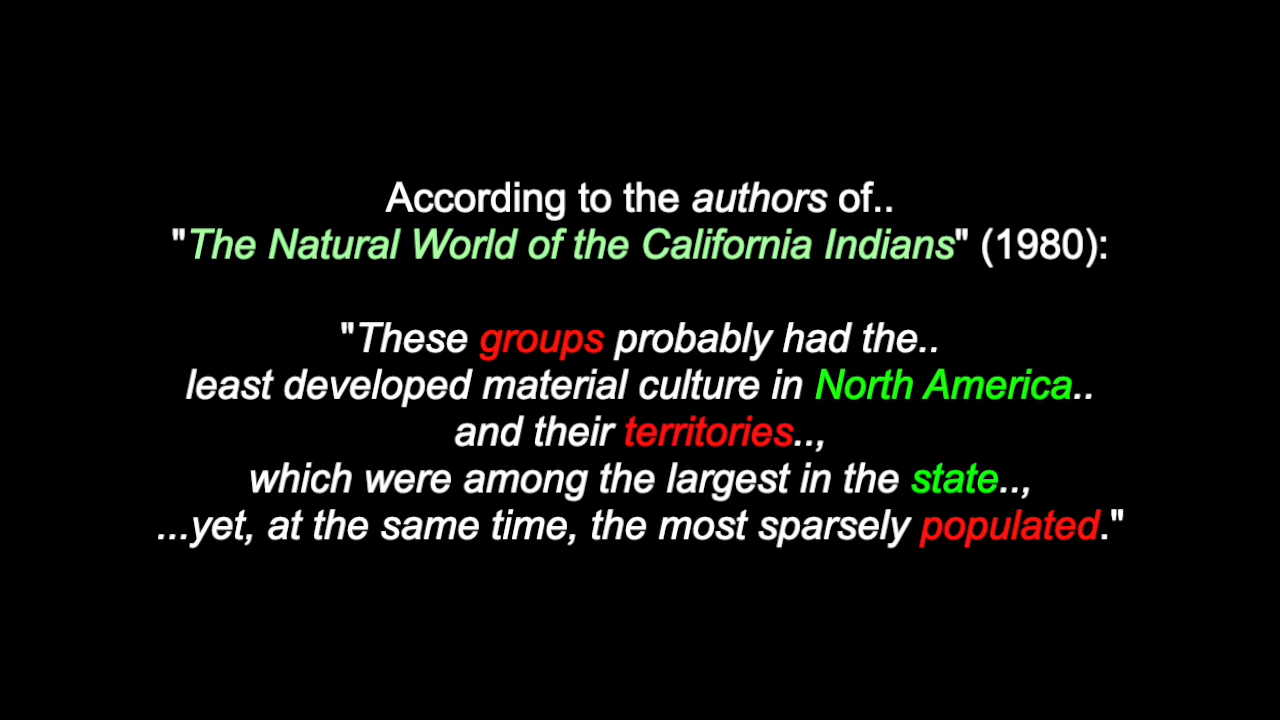 According to the authors of..
"The Natural World of the California Indians" (1980):
"These groups probably had the..
least developed material culture in North America..
and their territories..,
which were among the largest in the state..,
...yet, at the same time, the most sparsely populated."